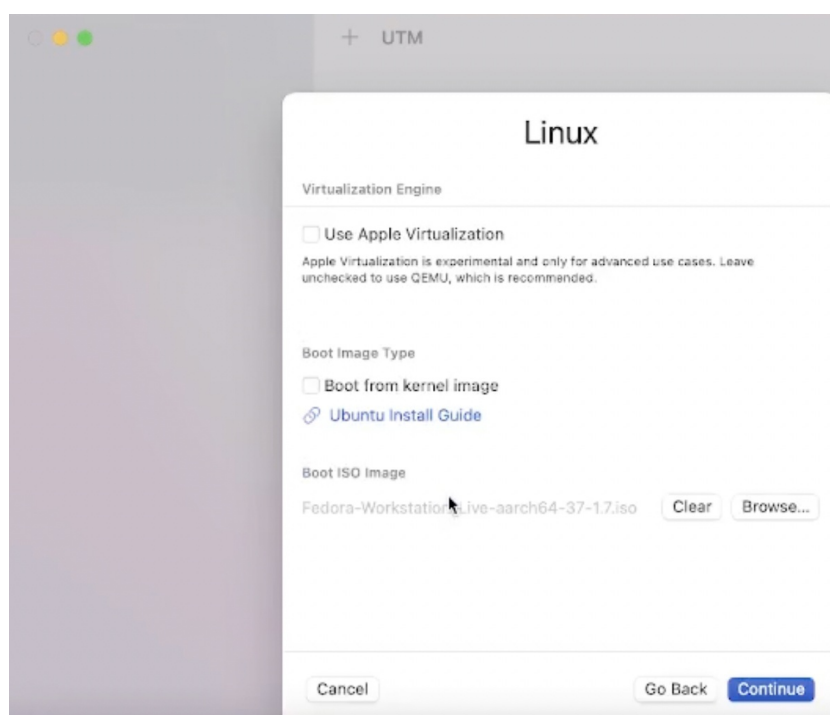 UTM
Linux
Virtualization Engine
Use Apple Virtualization
Apple Virtualization is experimental and only for advanced use cases. Leave
unchecked to use QEMU, which is recommended.
Boot Image Type
Boot from kernel image
Ubuntu Install Guide
Boot ISO Image
Fedora-Workstation-Live-aarch64-37-1.7.iso Clear Browse...
Cancel Go Back Continue